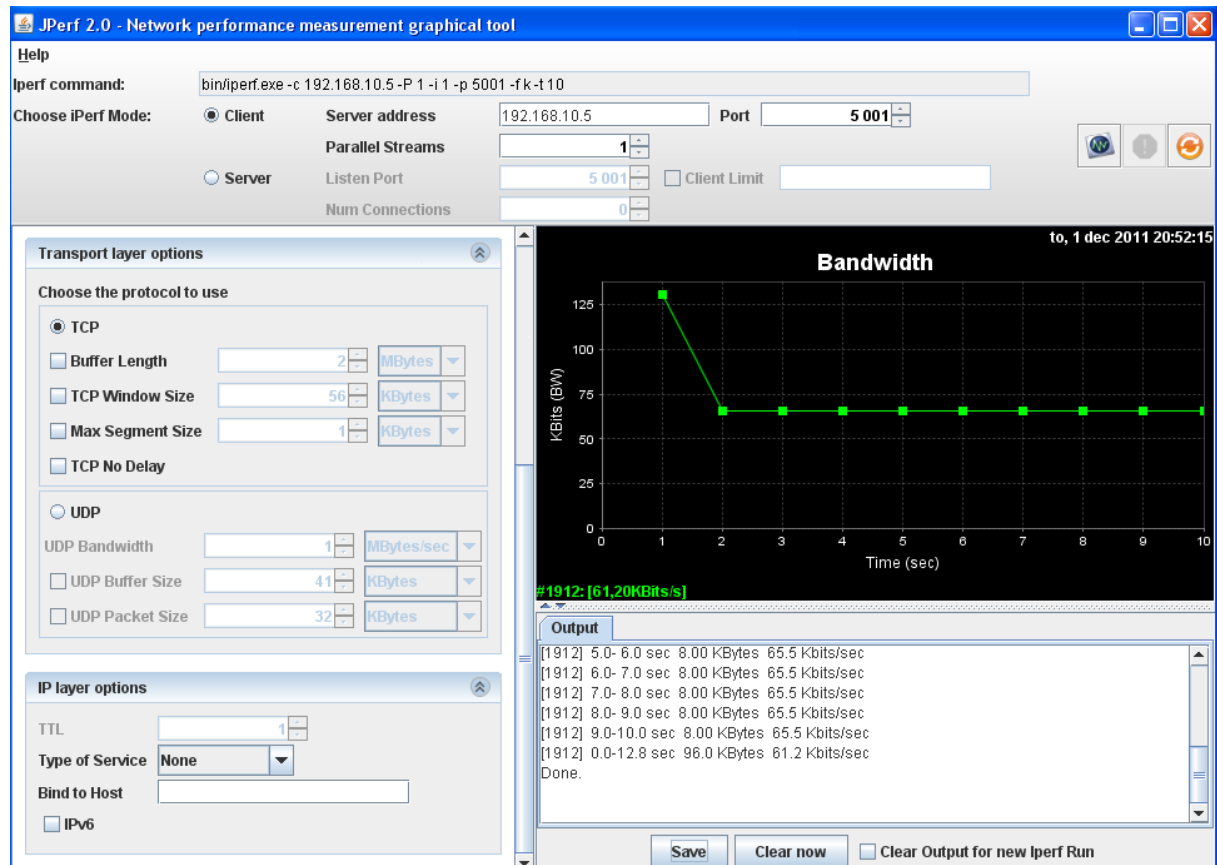 JPerf 2.0 - Network performance measurement graphical tool
Help
Iperf command: bin/iperf.exe -c 192.168.10.5 -P 1 -i 1 -p 5001 -f k -t 10
Choose iPerf Mode: Client Server address 192.168.10.5 Port 5 001
Parallel Streams 1
Server Listen Port 5 001 Client Limit
Num Connections 0
Transport layer options
Choose the protocol to use
TCP
Buffer Length 2 MBytes
TCP Window Size 56 KBytes
Max Segment Size 1 KBytes
TCP No Delay
UDP
UDP Bandwidth 1 MBytes/sec
UDP Buffer Size 41 KBytes
UDP Packet Size 32 KBytes
IP layer options
TTL 1
Type of Service None
Bind to Host
IPv6
to, 1 dec 2011 20:52:15
Bandwidth
KBits (BW)
125
100
75
50
25
0
0 1 2 3 4 5 6 7 8 9 10
Time (sec)
#1912: [61,20KBits/s]
Output
[1912] 5.0- 6.0 sec 8.00 KBytes 65.5 Kbits/sec
[1912] 6.0- 7.0 sec 8.00 KBytes 65.5 Kbits/sec
[1912] 7.0- 8.0 sec 8.00 KBytes 65.5 Kbits/sec
[1912] 8.0- 9.0 sec 8.00 KBytes 65.5 Kbits/sec
[1912] 9.0-10.0 sec 8.00 KBytes 65.5 Kbits/sec
[1912] 0.0-12.8 sec 96.0 KBytes 61.2 Kbits/sec
Done.
Save Clear now Clear Output for new Iperf Run